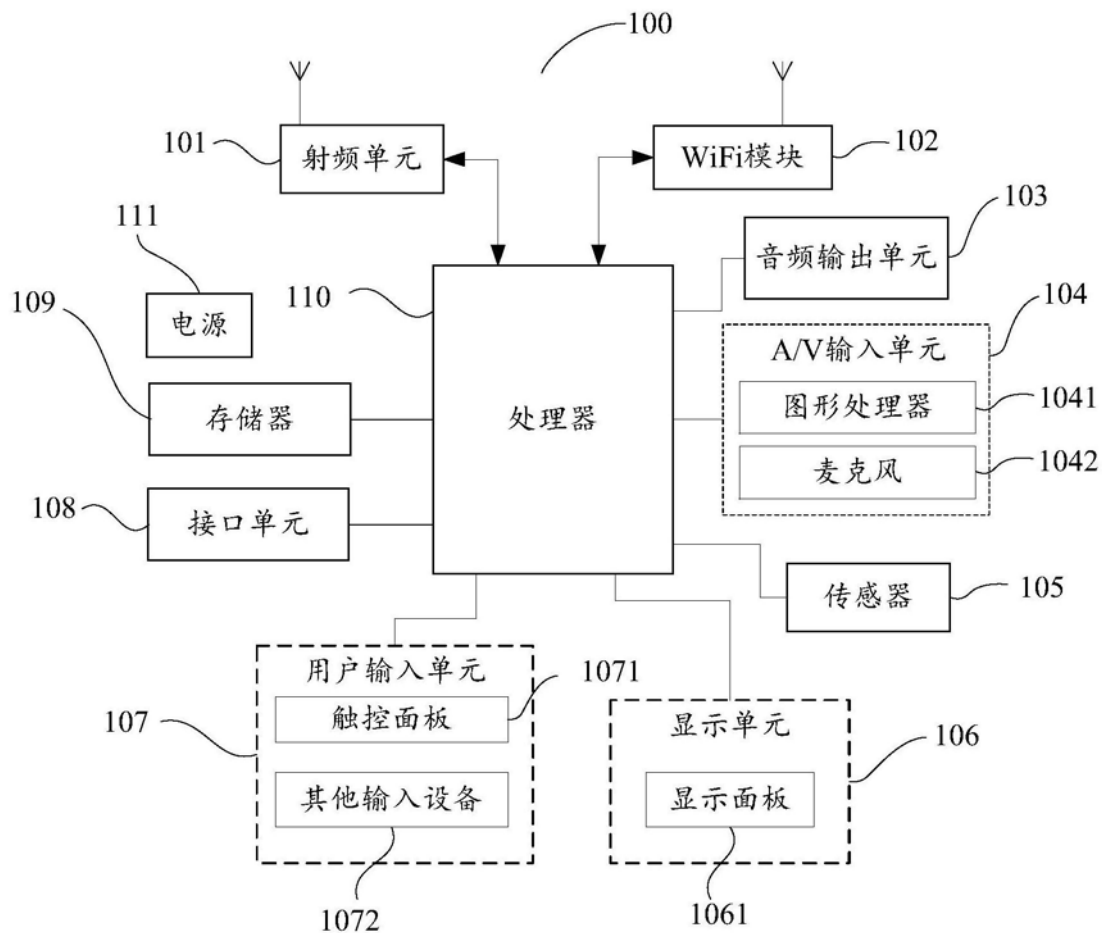 100
101
射频单元
WiFi模块
102
111
电源
103
音频输出单元
110
109
存储器
处理器
104
A/V输入单元
图形处理器
1041
麦克风
1042
108
接口单元
传感器
105
用户输入单元
1071
触控面板
107
其他输入设备
1072
显示单元
106
显示面板
1061